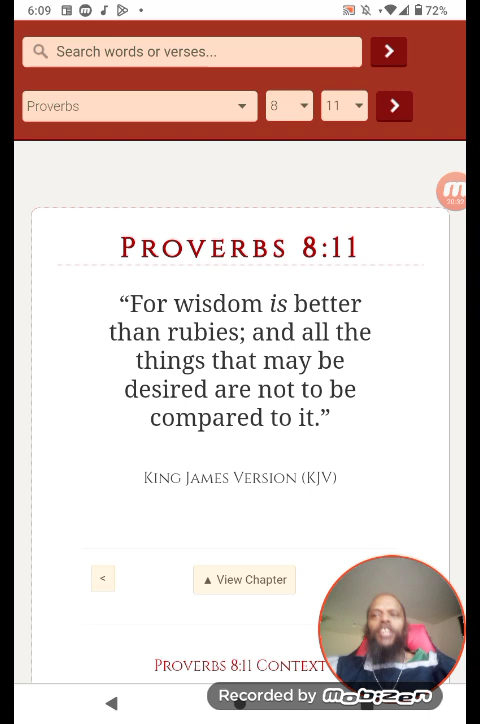 6:09
72%
Search words or verses...
Proverbs 8 11
20:32
PROVERBS 8:11
“For wisdom is better
than rubies; and all the
things that may be
desired are not to be
compared to it.”
KING JAMES VERSION (KJV)
<
▲ View Chapter
PROVERBS 8:11 CONTEXT
Recorded by mobizen